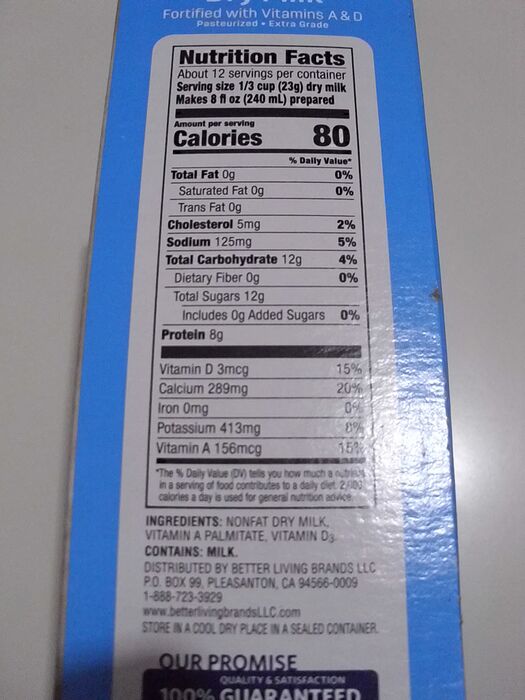 Dry Milk
Fortified with Vitamins A & D
Pasteurized • Extra Grade
Nutrition Facts
About 12 servings per container
Serving size 1/3 cup (23g) dry milk
Makes 8 fl oz (240 mL) prepared
Amount per serving
Calories 80
% Daily Value*
Total Fat 0g 0%
Saturated Fat 0g 0%
Trans Fat 0g
Cholesterol 5mg 2%
Sodium 125mg 5%
Total Carbohydrate 12g 4%
Dietary Fiber 0g 0%
Total Sugars 12g
Includes 0g Added Sugars 0%
Protein 8g
Vitamin D 3mcg 15%
Calcium 289mg 20%
Iron 0mg 0%
Potassium 413mg 8%
Vitamin A 156mcg 15%
*The % Daily Value (DV) tells you how much a nutrient
in a serving of food contributes to a daily diet. 2,000
calories a day is used for general nutrition advice.
INGREDIENTS: NONFAT DRY MILK,
VITAMIN A PALMITATE, VITAMIN D3.
CONTAINS: MILK.
DISTRIBUTED BY BETTER LIVING BRANDS LLC
P.O. BOX 99, PLEASANTON, CA 94566-0009
1-888-723-3929
www.betterlivingbrandsLLC.com
STORE IN A COOL DRY PLACE IN A SEALED CONTAINER.
OUR PROMISE
QUALITY & SATISFACTION
100% GUARANTEED